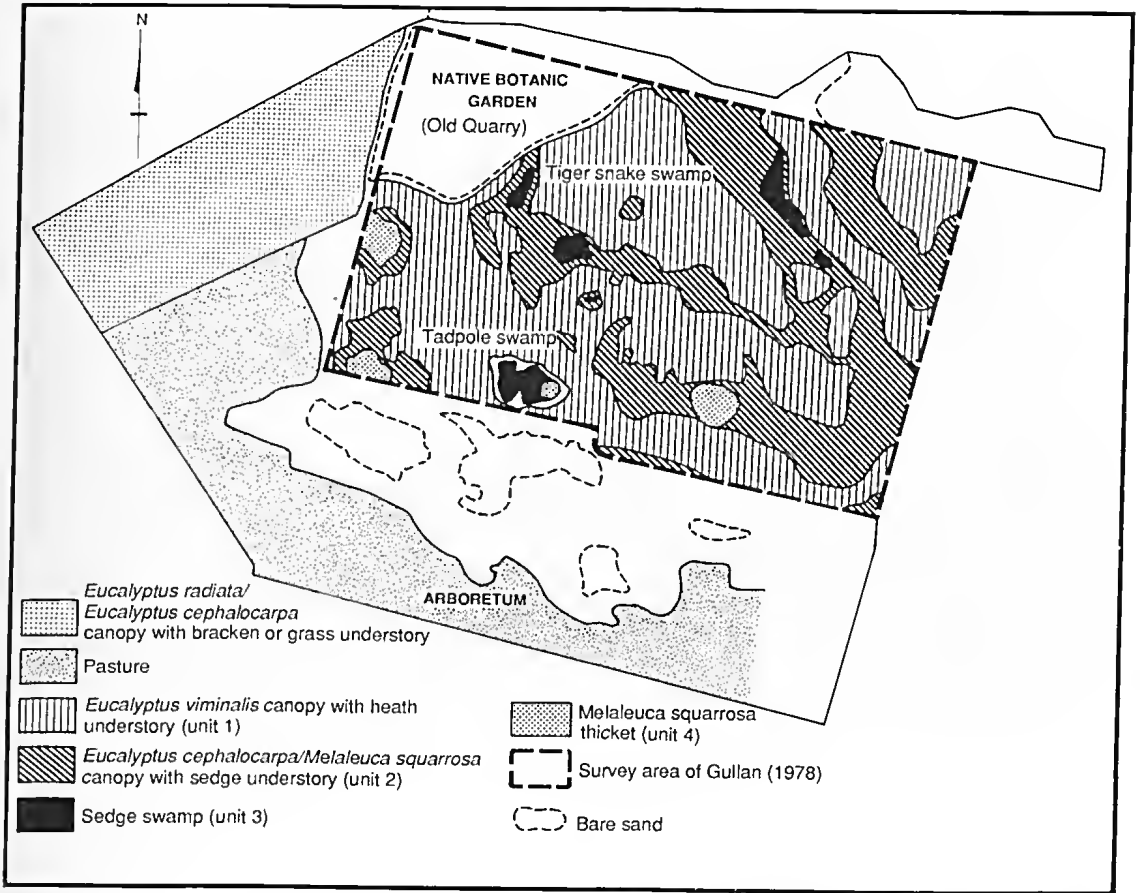 N
NATIVE BOTANIC
GARDEN
(Old Quarry)
Tiger snake swamp
Tadpole swamp
ARBORETUM
Eucalyptus radiata/
Eucalyptus cephalocarpa
canopy with bracken or grass understory
Pasture
Eucalyptus viminalis canopy with heath
understory (unit 1)
Eucalyptus cephalocarpa/Melaleuca squarrosa
canopy with sedge understory (unit 2)
Sedge swamp (unit 3)
Melaleuca squarrosa
thicket (unit 4)
Survey area of Gullan (1978)
Bare sand